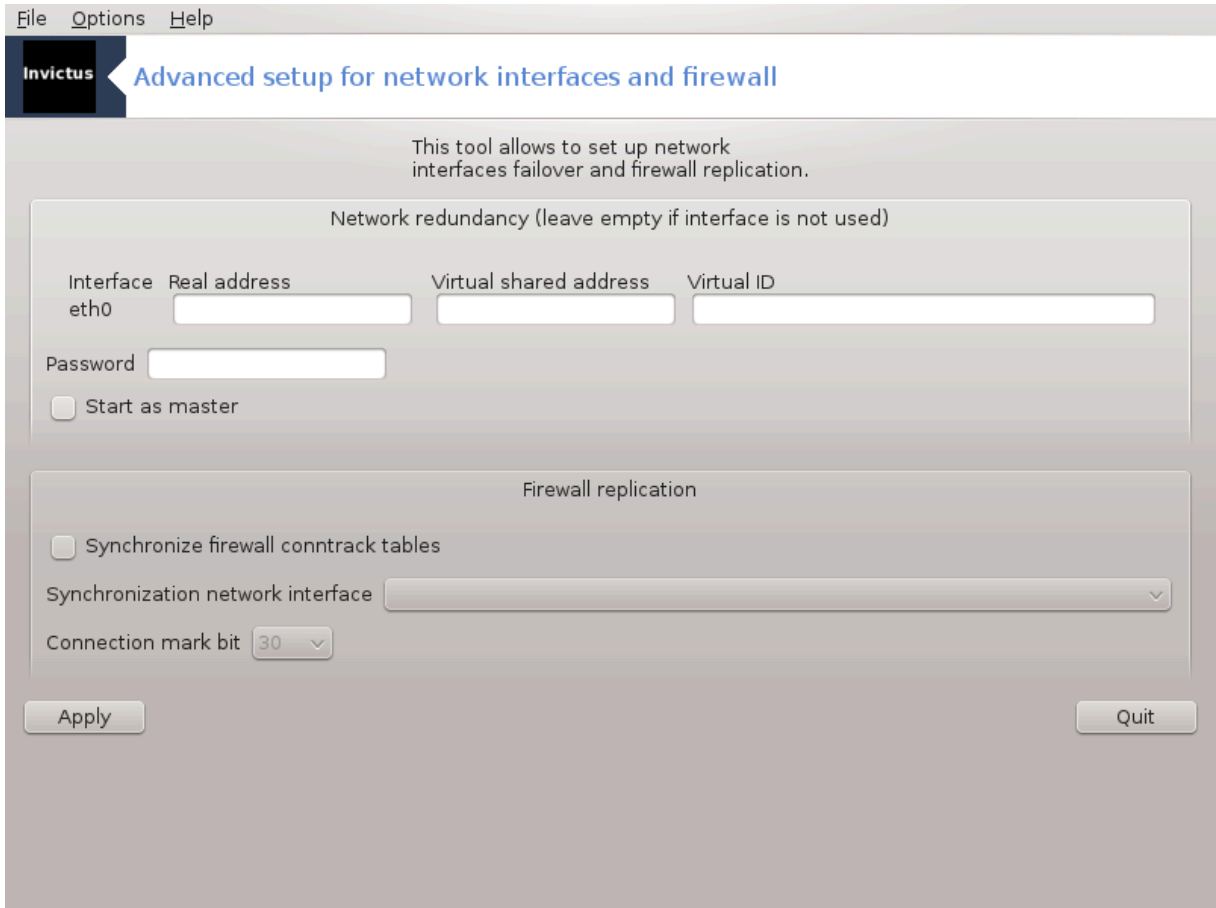 File Options Help
Invictus
Advanced setup for network interfaces and firewall
This tool allows to set up network
interfaces failover and firewall replication.
Network redundancy (leave empty if interface is not used)
Interface Real address Virtual shared address Virtual ID
eth0
Password
Start as master
Firewall replication
Synchronize firewall conntrack tables
Synchronization network interface
Connection mark bit 30
Apply Quit